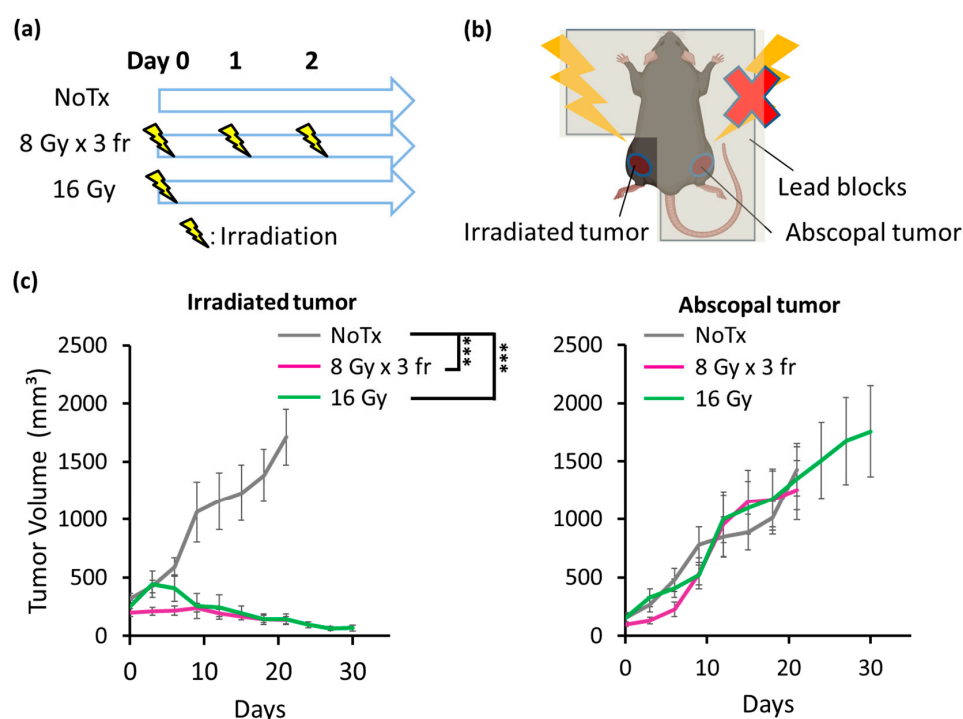 (a)
Day 0 1 2
NoTx
8 Gy x 3 fr
16 Gy
: Irradiation
(b)
Lead blocks
Irradiated tumor
Abscopal tumor
(c)
Irradiated tumor
NoTx
8 Gy x 3 fr
16 Gy
***
***
Tumor Volume (mm³)
2500
2000
1500
1000
500
0
0 10 20 30
Days
Abscopal tumor
NoTx
8 Gy x 3 fr
16 Gy
2500
2000
1500
1000
500
0
0 10 20 30
Days